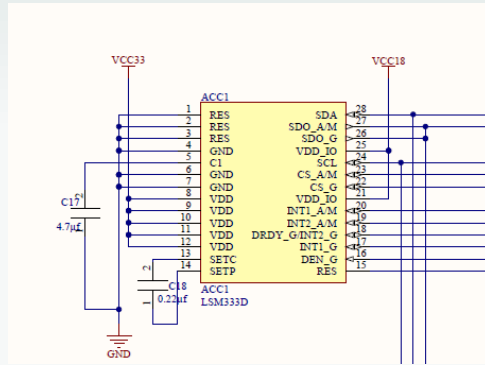 VCC33
VCC18
ACC1
1 RES SDA 28
2 RES SDO_A/M 27
3 RES SDO_G 26
4 GND VDD_IO 25
5 C1 SCL 24
6 GND CS_A/M 23
7 GND CS_G 22
8 VDD VDD_IO 21
9 VDD INT1_A/M 20
10 VDD INT2_A/M 19
11 VDD DRDY_G/INT2_G 18
12 VDD INT1_G 17
13 SETC DEN_G 16
14 SETP RES 15
C17
2
4.7µf
2
C18
1
0.22µf
ACC1
LSM333D
GND